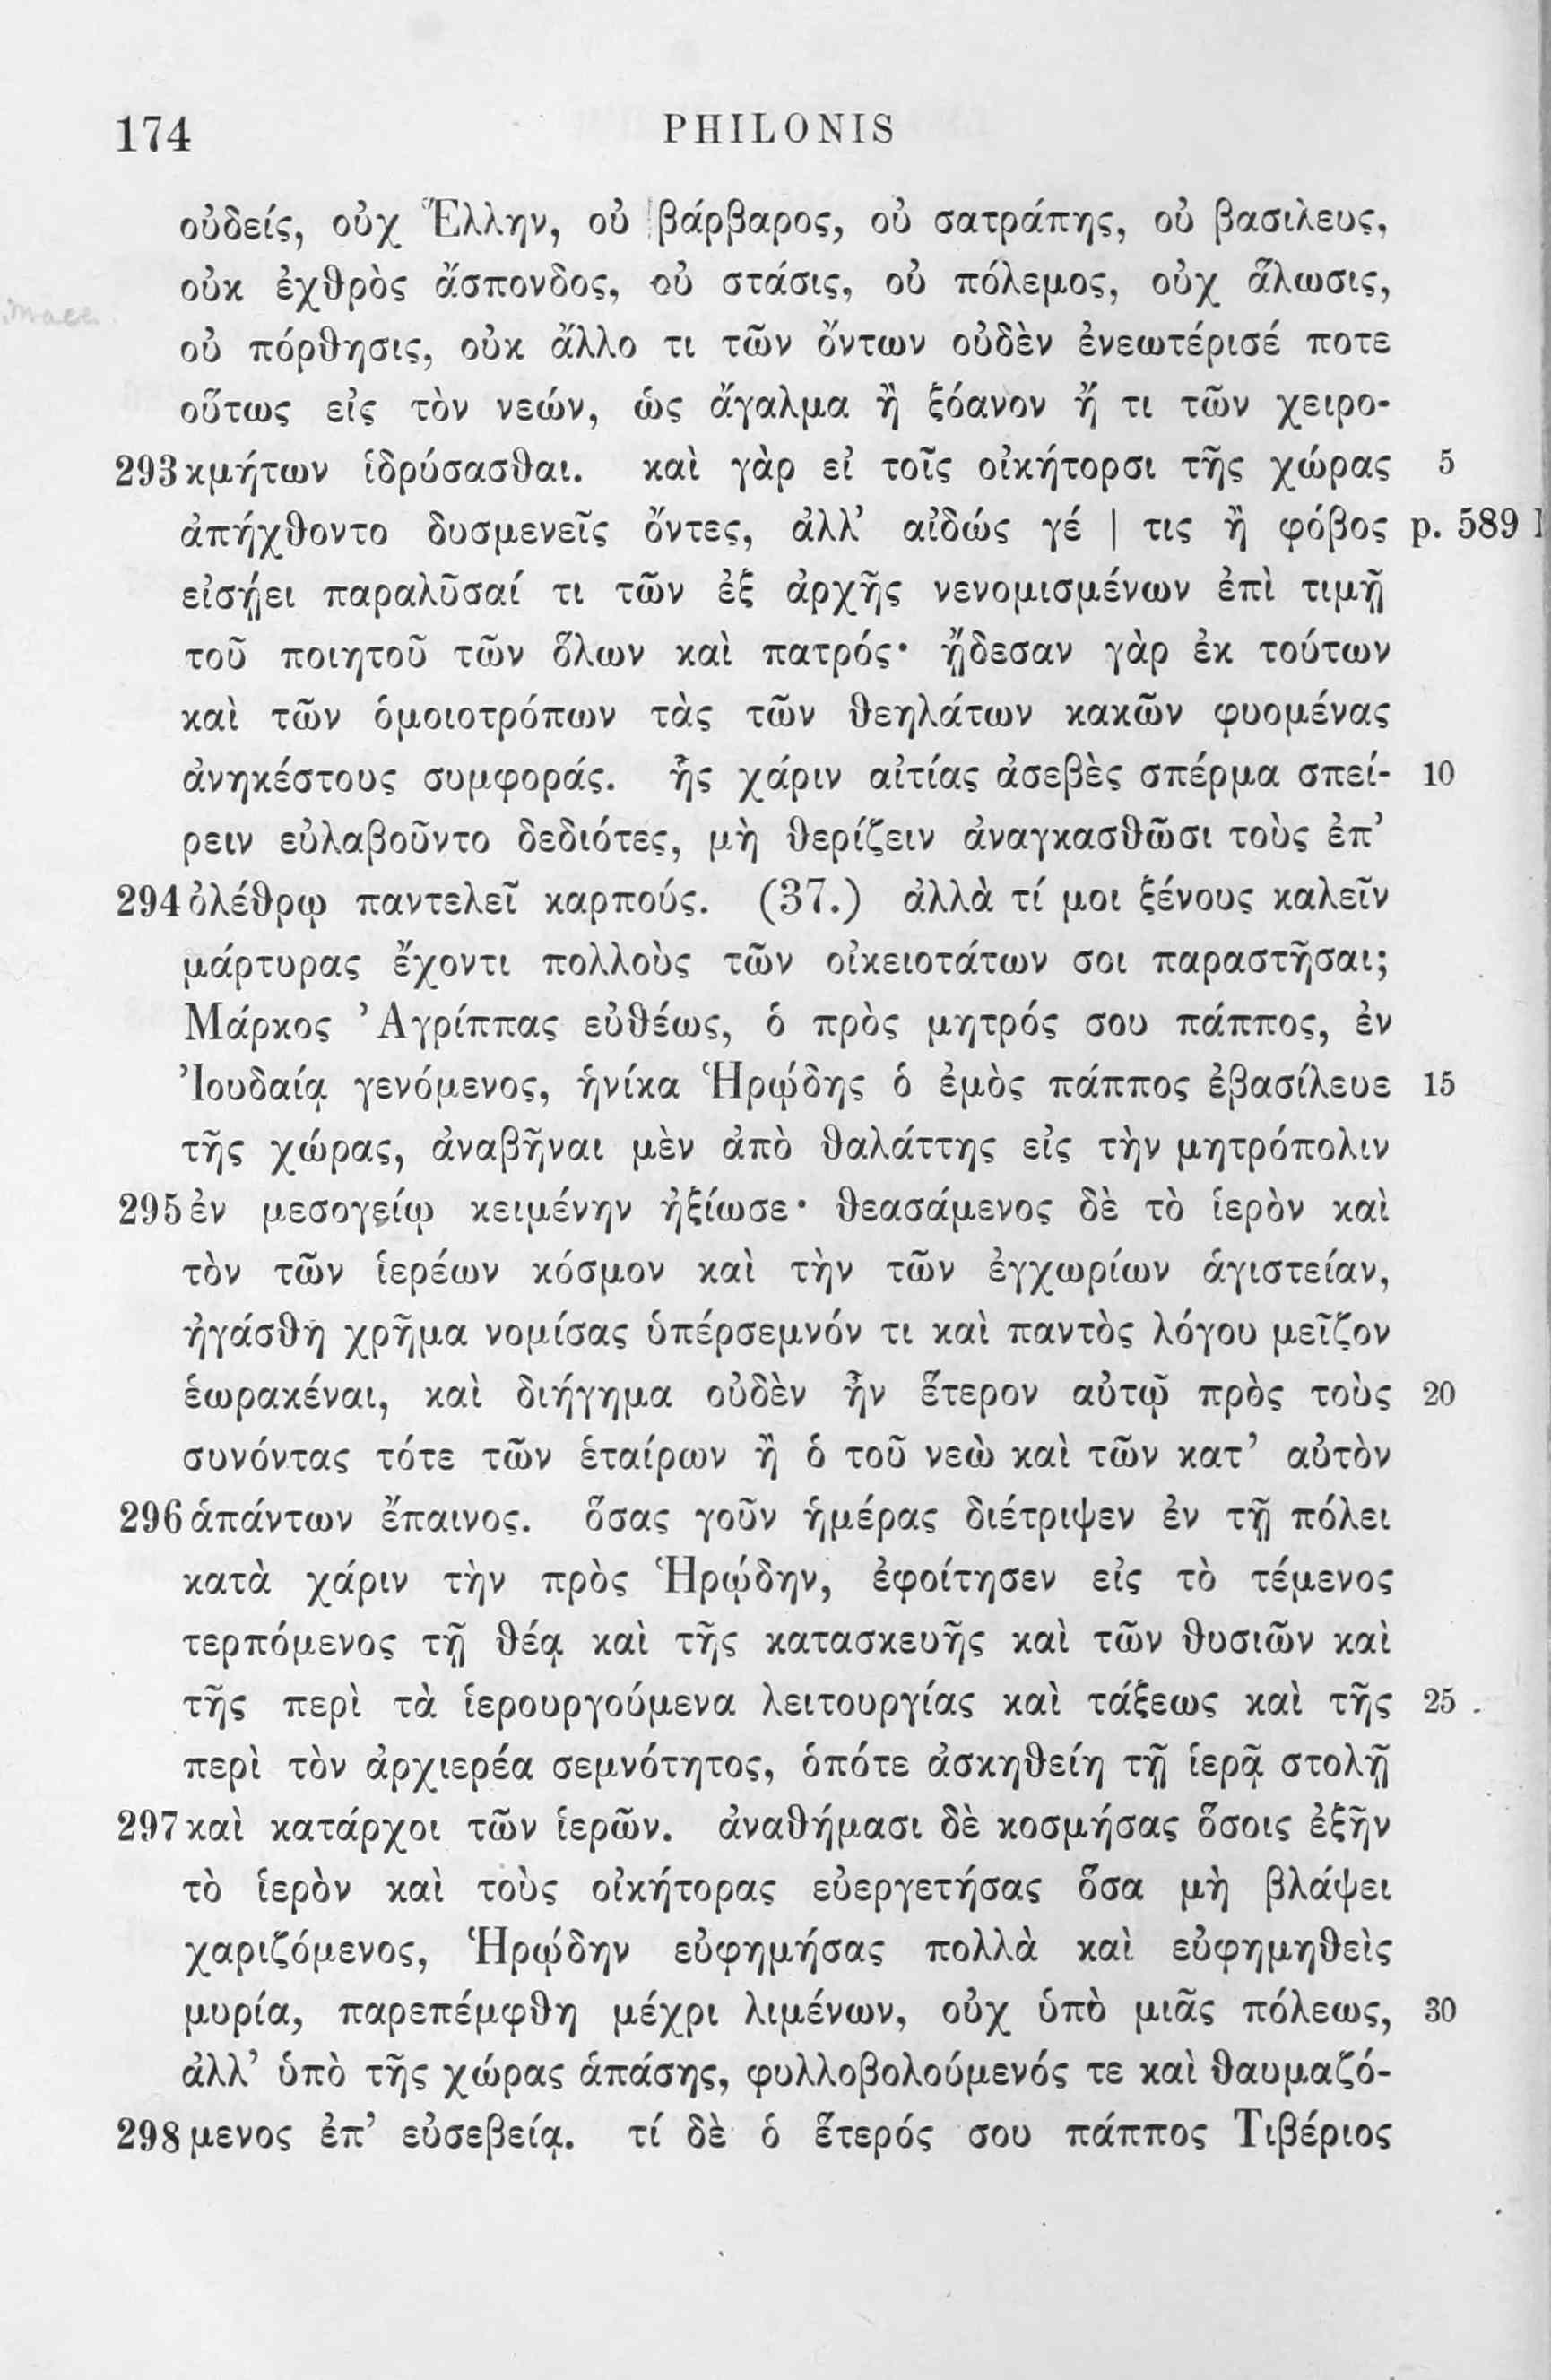 174 PHILONIS
οὐδείς, οὐχ Ἕλλην, οὐ βάρβαρος, οὐ σατράπης, οὐ βασιλευς,
οὐκ ἐχθρὸς ἄσπονδος, οὐ στάσις, οὐ πόλεμος, οὐχ ἅλωσις,
οὐ πόρθησις, οὐκ ἄλλο τι τῶν ὄντων οὐδὲν ἐνεωτέρισέ ποτε
οὕτως εἰς τὸν νεών, ὡς ἄγαλμα ἢ ξόανον ἤ τι τῶν χειρο-
293 κμήτων ἱδρύσασθαι. καὶ γὰρ εἰ τοῖς οἰκήτορσι τῆς χώρας 5
ἀπήχθοντο δυσμενεῖς ὄντες, ἀλλ’ αἰδώς γέ | τις ἢ φόβος p. 589
εἰσῄει παραλῦσαί τι τῶν ἐξ ἀρχῆς νενομισμένων ἐπὶ τιμῇ
τοῦ ποιητοῦ τῶν ὅλων καὶ πατρός· ᾔδεσαν γὰρ ἐκ τούτων
καὶ τῶν ὁμοιοτρόπων τὰς τῶν θεηλάτων κακῶν φυομένας
ἀνηκέστους συμφοράς. ἧς χάριν αἰτίας ἀσεβὲς σπέρμα σπεί- 10
ρειν εὐλαβοῦντο δεδιότες, μὴ θερίζειν ἀναγκασθῶσι τοὺς ἐπ’
294 ὀλέθρῳ παντελεῖ καρπούς. (37.) ἀλλὰ τί μοι ξένους καλεῖν
μάρτυρας ἔχοντι πολλοὺς τῶν οἰκειοτάτων σοι παραστῆσαι;
Μάρκος Ἀγρίππας εὐθέως, ὁ πρὸς μητρός σου πάππος, ἐν
Ἰουδαίᾳ γενόμενος, ἡνίκα Ἡρῴδης ὁ ἐμὸς πάππος ἐβασίλευε 15
τῆς χώρας, ἀναβῆναι μὲν ἀπὸ θαλάττης εἰς τὴν μητρόπολιν
295 ἐν μεσογείῳ κειμένην ἠξίωσε· θεασάμενος δὲ τὸ ἱερὸν καὶ
τὸν τῶν ἱερέων κόσμον καὶ τὴν τῶν ἐγχωρίων ἁγιστείαν,
ἠγάσθη χρῆμα νομίσας ὑπέρσεμνόν τι καὶ παντὸς λόγου μεῖζον
ἑωρακέναι, καὶ διήγημα οὐδὲν ἦν ἕτερον αὐτῷ πρὸς τοὺς 20
συνόντας τότε τῶν ἑταίρων ἢ ὁ τοῦ νεὼ καὶ τῶν κατ’ αὐτὸν
296 ἁπάντων ἔπαινος. ὅσας γοῦν ἡμέρας διέτριψεν ἐν τῇ πόλει
κατὰ χάριν τὴν πρὸς Ἡρῴδην, ἐφοίτησεν εἰς τὸ τέμενος
τερπόμενος τῇ θέᾳ καὶ τῆς κατασκευῆς καὶ τῶν θυσιῶν καὶ
τῆς περὶ τὰ ἱερουργούμενα λειτουργίας καὶ τάξεως καὶ τῆς 25
περὶ τὸν ἀρχιερέα σεμνότητος, ὁπότε ἀσκηθείη τῇ ἱερᾷ στολῇ
297 καὶ κατάρχοι τῶν ἱερῶν. ἀναθήμασι δὲ κοσμήσας ὅσοις ἐξῆν
τὸ ἱερὸν καὶ τοὺς οἰκήτορας εὐεργετήσας ὅσα μὴ βλάψει
χαριζόμενος, Ἡρῴδην εὐφημήσας πολλὰ καὶ εὐφημηθεὶς
μυρία, παρεπέμφθη μέχρι λιμένων, οὐχ ὑπὸ μιᾶς πόλεως, 30
ἀλλ’ ὑπὸ τῆς χώρας ἁπάσης, φυλλοβολούμενός τε καὶ θαυμαζό-
298 μενος ἐπ’ εὐσεβείᾳ. τί δὲ ὁ ἕτερός σου πάππος Τιβέριος